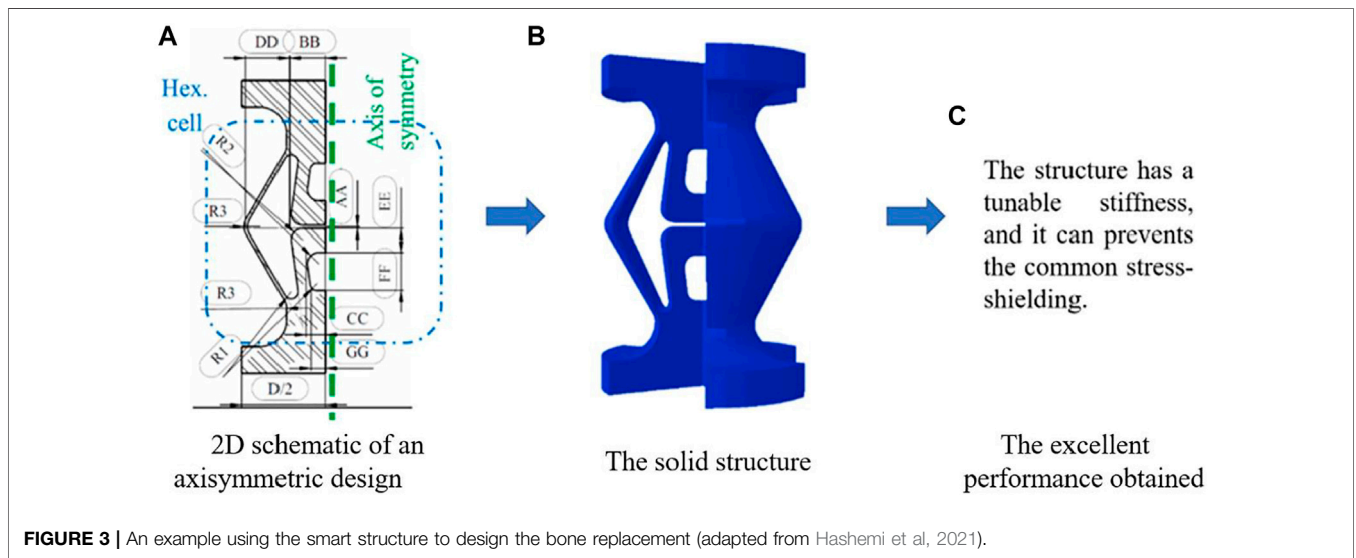 A
DD
BB
Hex.
cell
Axis of
symmetry
R2
AA
EE
R3
FF
R3
CC
R1
GG
D/2
2D schematic of an
axisymmetric design
B
The solid structure
C
The structure has a
tunable stiffness,
and it can prevents
the common stress-
shielding.
The excellent
performance obtained
FIGURE 3 | An example using the smart structure to design the bone replacement (adapted from Hashemi et al, 2021).